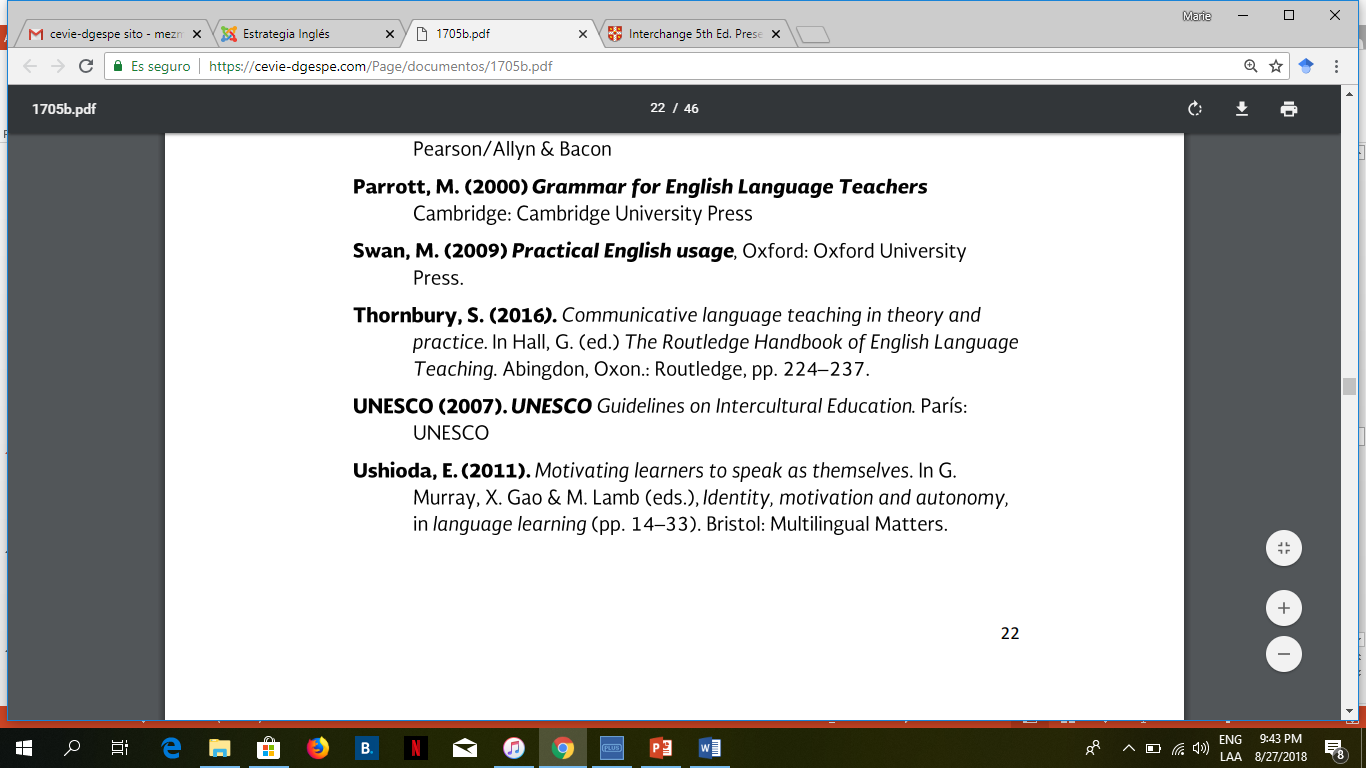 Marie
cevie-dgespe sito - mezm
Estrategia Inglés
1705b.pdf
Interchange 5th Ed. Prese
Es seguro
https://cevie-dgespe.com/Page/documentos/1705b.pdf
1705b.pdf
22 / 46
Pearson/Allyn & Bacon
Parrott, M. (2000) Grammar for English Language Teachers
Cambridge: Cambridge University Press
Swan, M. (2009) Practical English usage, Oxford: Oxford University
Press.
Thornbury, S. (2016). Communicative language teaching in theory and
practice. In Hall, G. (ed.) The Routledge Handbook of English Language
Teaching. Abingdon, Oxon.: Routledge, pp. 224–237.
UNESCO (2007). UNESCO Guidelines on Intercultural Education. París:
UNESCO
Ushioda, E. (2011). Motivating learners to speak as themselves. In G.
Murray, X. Gao & M. Lamb (eds.), Identity, motivation and autonomy,
in language learning (pp. 14–33). Bristol: Multilingual Matters.
22
B.
N
PLUS
ENG
LAA
9:43 PM
8/27/2018
8